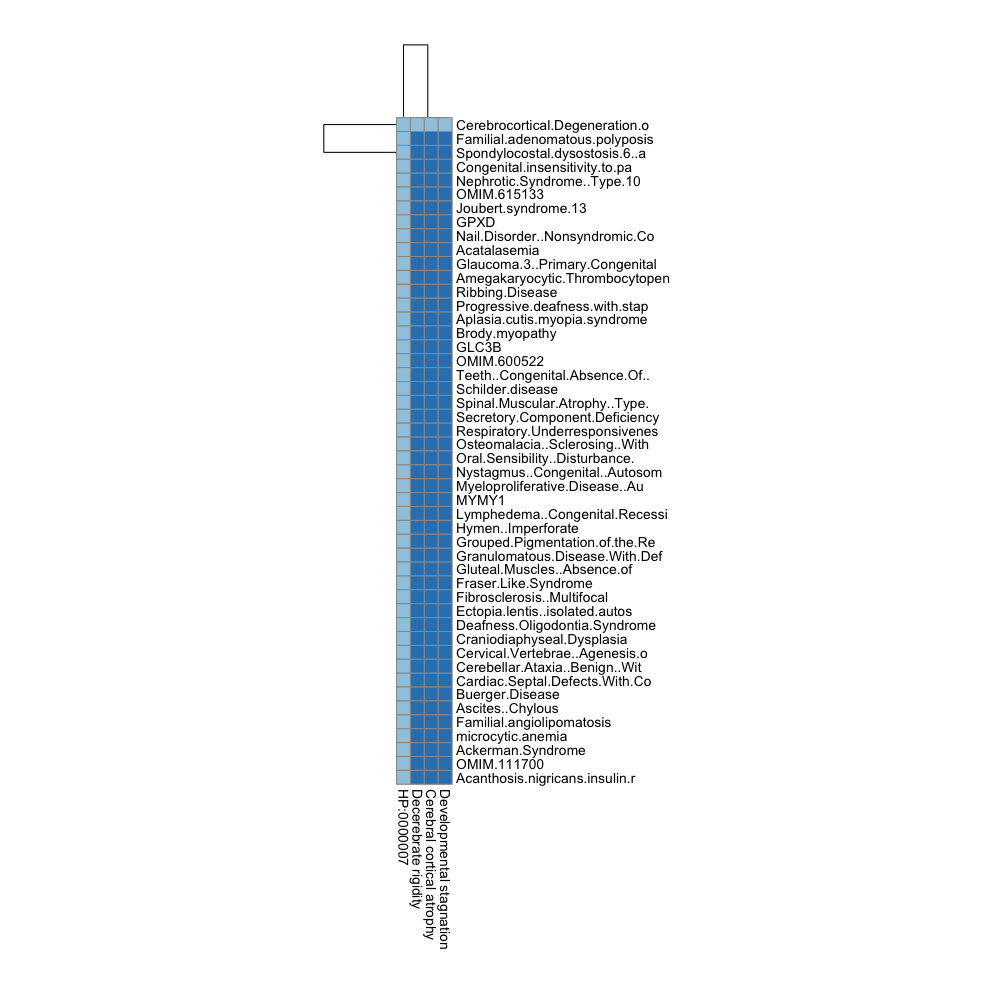 Cerebrocortical.Degeneration.o
Familial.adenomatous.polyposis
Spondylocostal.dysostosis.6..a
Congenital.insensitivity.to.pa
Nephrotic.Syndrome..Type.10
OMIM.615133
Joubert.syndrome.13
GPXD
Nail.Disorder..Nonsyndromic.Co
Acatalasemia
Glaucoma.3..Primary.Congenital
Amegakaryocytic.Thrombocytopen
Ribbing.Disease
Progressive.deafness.with.stap
Aplasia.cutis.myopia.syndrome
Brody.myopathy
GLC3B
OMIM.600522
Teeth..Congenital.Absence.Of..
Schilder.disease
Spinal.Muscular.Atrophy..Type.
Secretory.Component.Deficiency
Respiratory.Underresponsivenes
Osteomalacia..Sclerosing..With
Oral.Sensibility..Disturbance.
Nystagmus..Congenital..Autosom
Myeloproliferative.Disease..Au
MYMY1
Lymphedema..Congenital.Recessi
Hymen..Imperforate
Grouped.Pigmentation.of.the.Re
Granulomatous.Disease.With.Def
Gluteal.Muscles..Absence.of
Fraser.Like.Syndrome
Fibrosclerosis..Multifocal
Ectopia.lentis..isolated.autos
Deafness.Oligodontia.Syndrome
Craniodiaphyseal.Dysplasia
Cervical.Vertebrae..Agenesis.o
Cerebellar.Ataxia..Benign..Wit
Cardiac.Septal.Defects.With.Co
Buerger.Disease
Ascites..Chylous
Familial.angiolipomatosis
microcytic.anemia
Ackerman.Syndrome
OMIM.111700
Acanthosis.nigricans.insulin.r
HP:0000007
Decerebrate rigidity
Cerebral cortical atrophy
Developmental stagnation